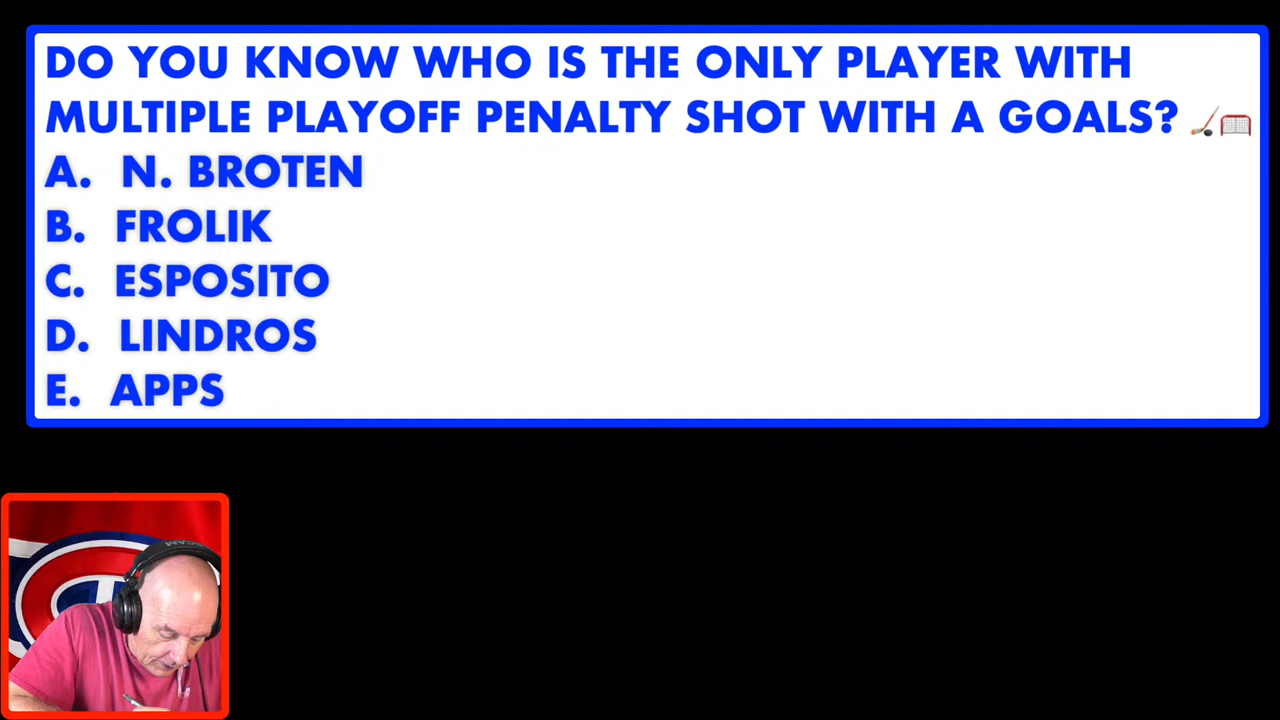 DO YOU KNOW WHO IS THE ONLY PLAYER WITH
MULTIPLE PLAYOFF PENALTY SHOT WITH A GOALS? 🏒🥅
A. N. BROTEN
B. FROLIK
C. ESPOSITO
D. LINDROS
E. APPS